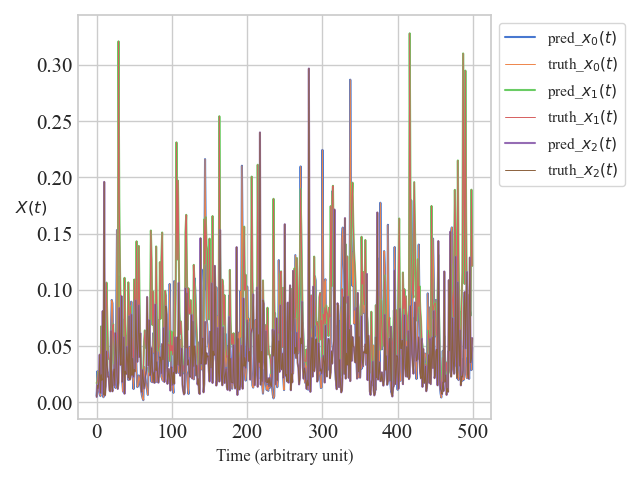 0.30
0.25
0.20
0.15
0.10
0.05
0.00
X(t)
0 100 200 300 400 500
Time (arbitrary unit)
pred_x₀(t)
truth_x₀(t)
pred_x₁(t)
truth_x₁(t)
pred_x₂(t)
truth_x₂(t)